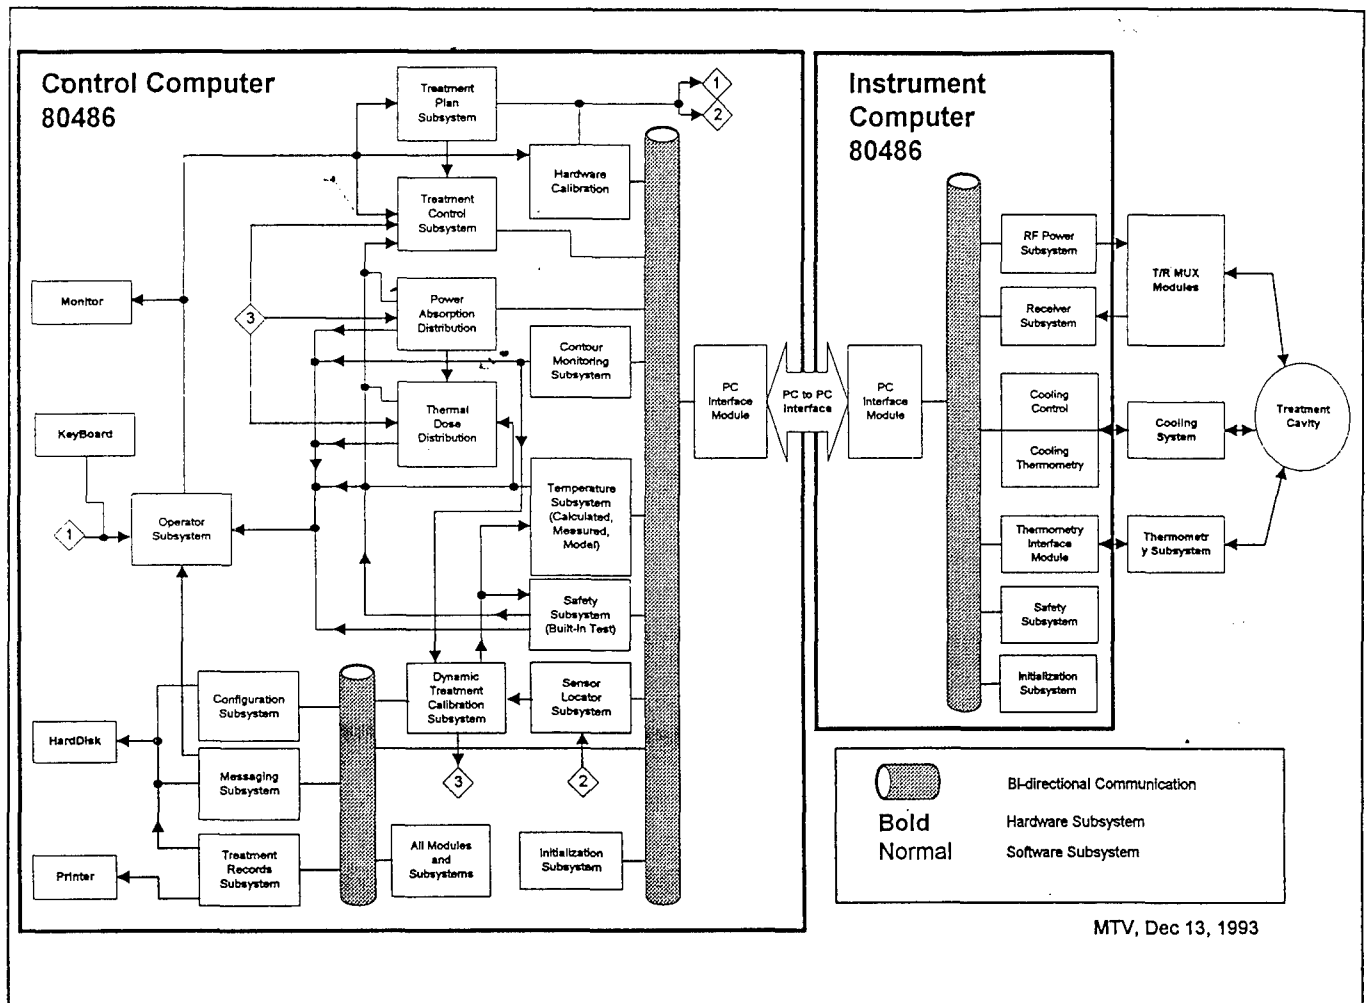 Control Computer
80486
Treatment
Plan
Subsystem
1
2
Hardware
Calibration
Treatment
Control
Subsystem
Monitor
3
Power
Absorption
Distribution
Contour
Monitoring
Subsystem
Thermal
Dose
Distribution
KeyBoard
1
Operator
Subsystem
Temperature
Subsystem
(Calculated,
Measured,
Model)
Safety
Subsystem
(Built-In Test)
Configuration
Subsystem
Dynamic
Treatment
Calibration
Subsystem
Sensor
Locator
Subsystem
HardDisk
Messaging
Subsystem
3
2
Printer
Treatment
Records
Subsystem
All Modules
and
Subsystems
Initialization
Subsystem
PC
Interface
Module
PC to PC
Interface
Instrument
Computer
80486
PC
Interface
Module
RF Power
Subsystem
Receiver
Subsystem
T/R MUX
Modules
Cooling
Control
Cooling
Thermometry
Cooling
System
Treatment
Cavity
Thermometry
Interface
Module
Thermometr
y Subsystem
Safety
Subsystem
Initialization
Subsystem
Bi-directional Communication
Bold Hardware Subsystem
Normal Software Subsystem
MTV, Dec 13, 1993